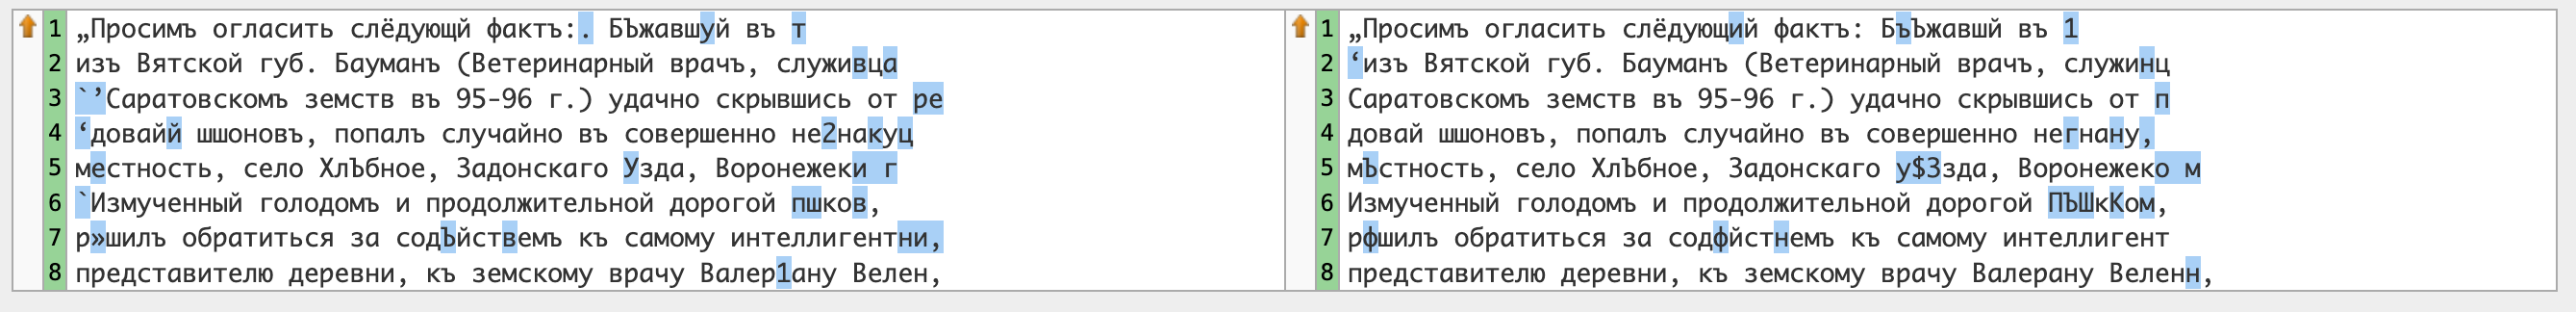 1 „Просимъ огласить слёдующй фактъ:. БЪжавшуй въ т
2 изъ Вятской губ. Бауманъ (Ветеринарный врачъ, служивца
3 `’Саратовскомъ земств въ 95-96 г.) удачно скрывшись от ре
4 ‘довайй шшоновъ, попалъ случайно въ совершенно не2накуц
5 местность, село ХлЪбное, Задонскаго Узда, Воронежеки г
6 `Измученный голодомъ и продолжительной дорогой пшков,
7 р»шилъ обратиться за содЪйствемъ къ самому интеллигентни,
8 представителю деревни, къ земскому врачу Валер1ану Велен,
1 „Просимъ огласить слёдующий фактъ: БъЪжавшй въ 1
2 ‘изъ Вятской губ. Бауманъ (Ветеринарный врачъ, служинц
3 Саратовскомъ земств въ 95-96 г.) удачно скрывшись от п
4 довай шшоновъ, попалъ случайно въ совершенно негнану,
5 мЪстность, село ХлЪбное, Задонскаго у$Ззда, Воронежеко м
6 Измученный голодомъ и продолжительной дорогой ПЪШкКом,
7 рфшилъ обратиться за содфйстнемъ къ самому интеллигент
8 представителю деревни, къ земскому врачу Валерану Веленн,